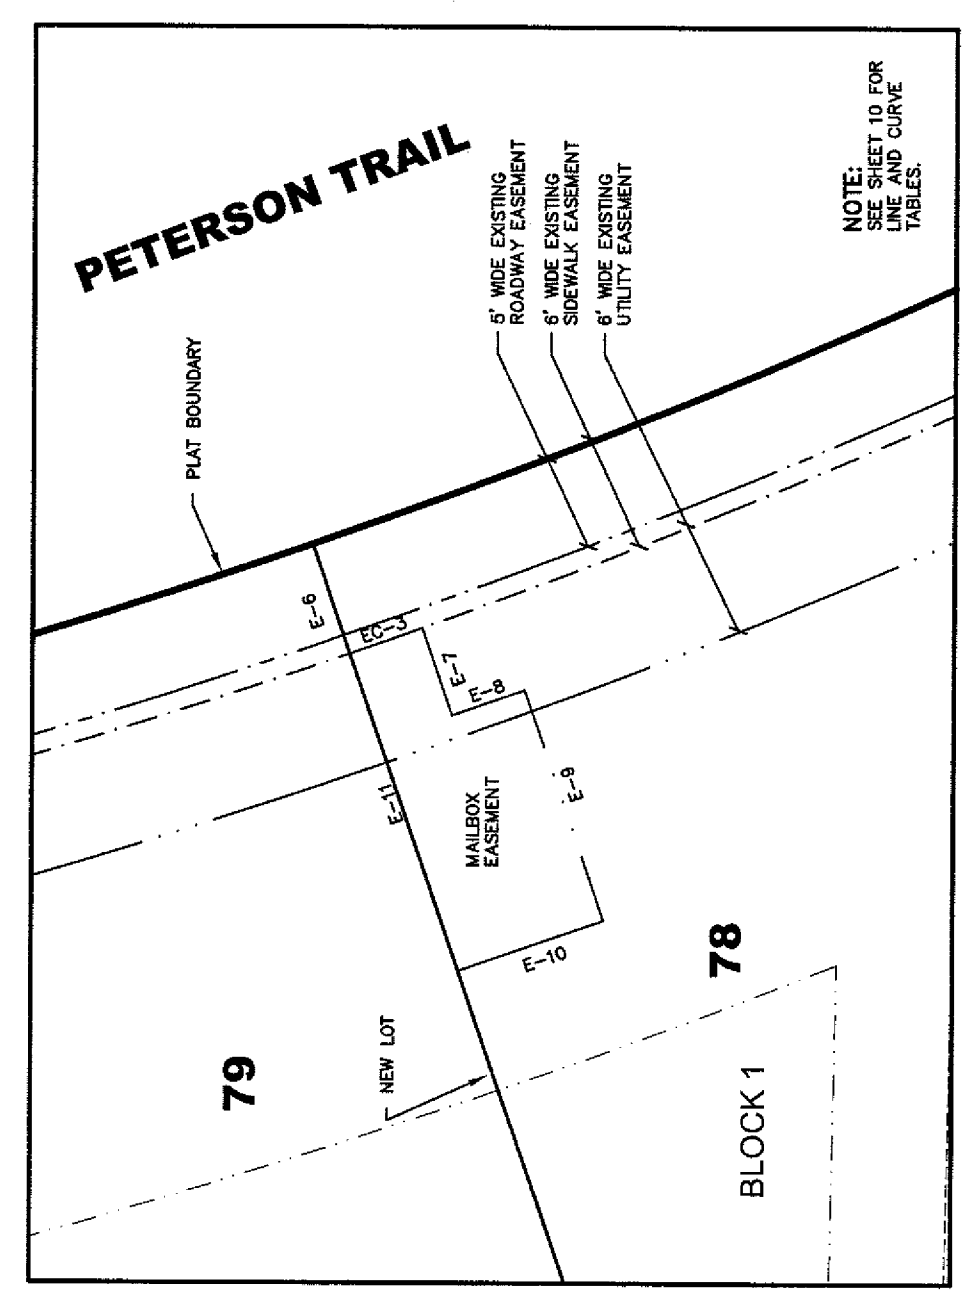 PETERSON TRAIL
PLAT BOUNDARY
5' WIDE EXISTING
ROADWAY EASEMENT
6' WIDE EXISTING
SIDEWALK EASEMENT
6' WIDE EXISTING
UTILITY EASEMENT
NOTE:
SEE SHEET 10 FOR
LINE AND CURVE
TABLES.
E-6
EC-3
E-7
E-8
E-9
E-11
MAILBOX
EASEMENT
E-10
79
NEW LOT
78
BLOCK 1